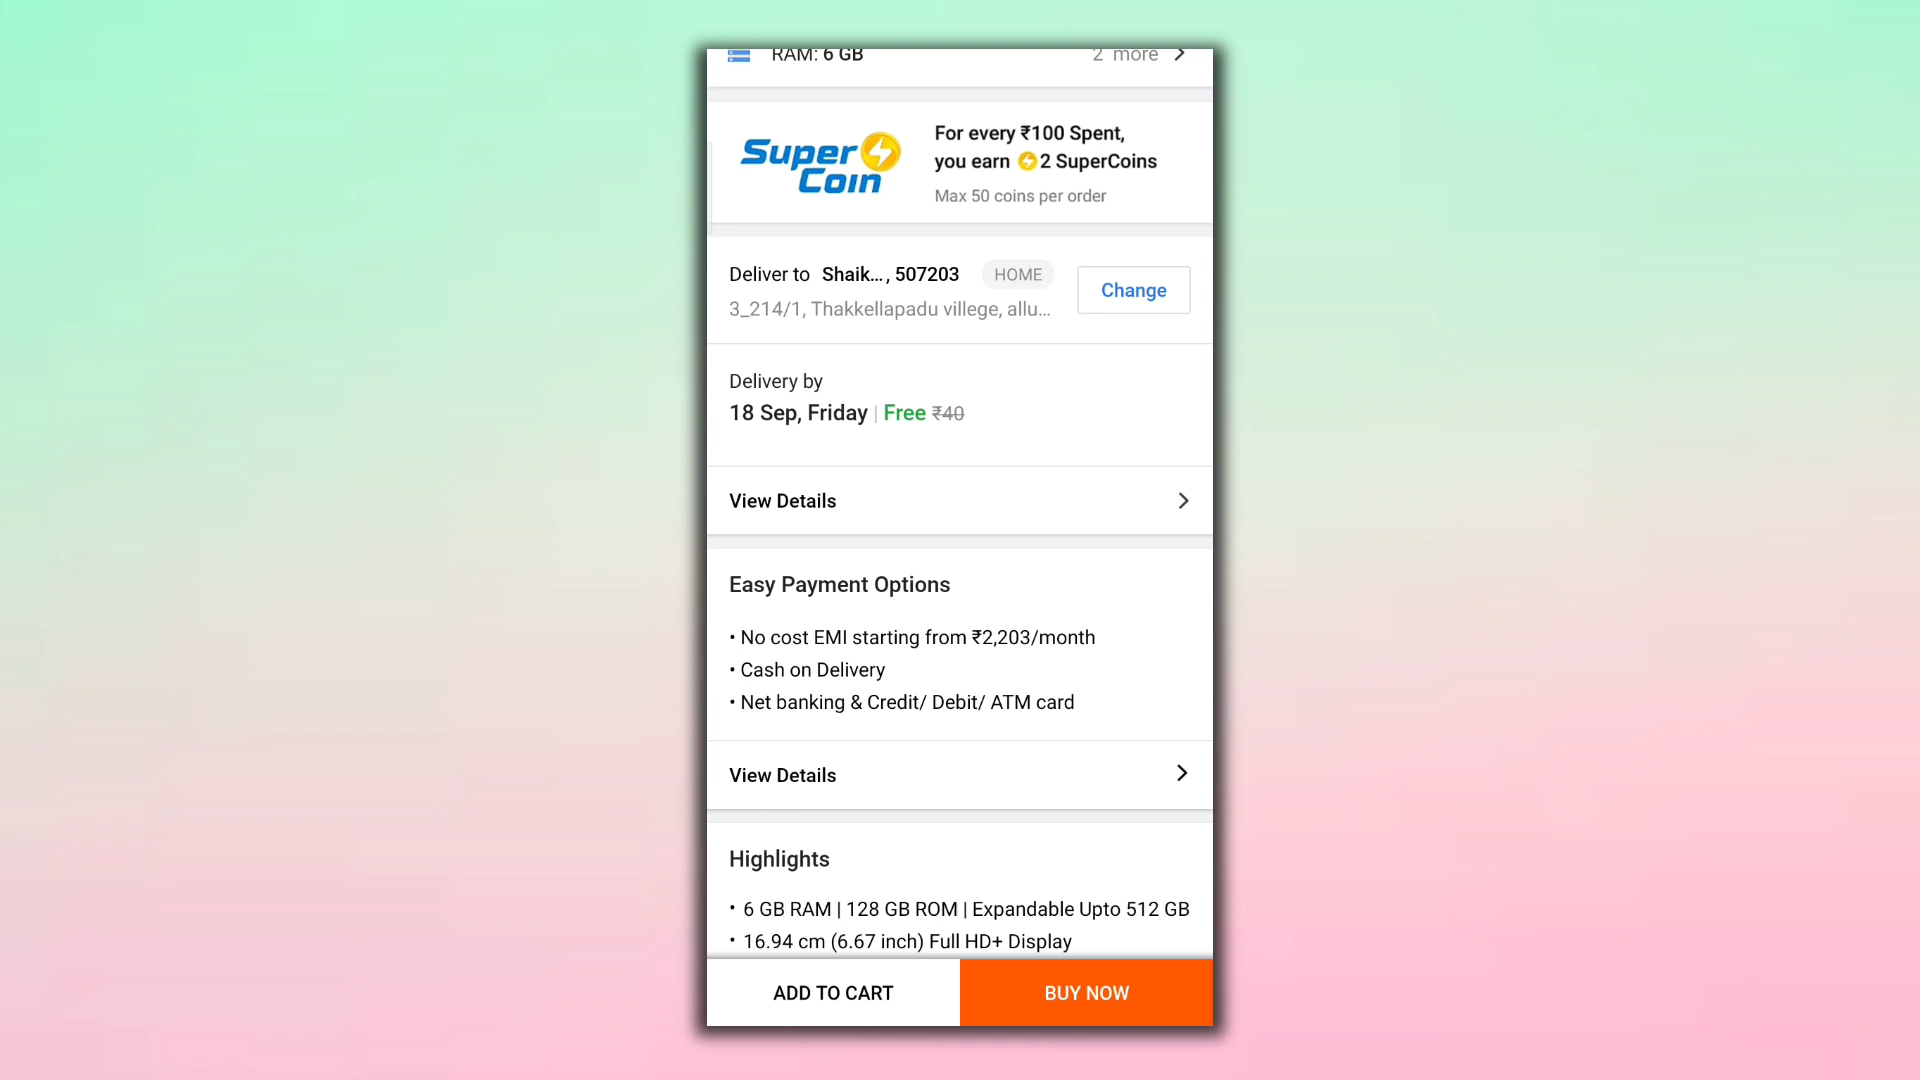 RAM: 6 GB 2 more
Super Coin
For every ₹100 Spent,
you earn 2 SuperCoins
Max 50 coins per order
Deliver to Shaik..., 507203 HOME
Change
3_214/1, Thakkellapadu villege, allu...
Delivery by
18 Sep, Friday | Free ₹40
View Details
Easy Payment Options
• No cost EMI starting from ₹2,203/month
• Cash on Delivery
• Net banking & Credit/ Debit/ ATM card
View Details
Highlights
• 6 GB RAM | 128 GB ROM | Expandable Upto 512 GB
• 16.94 cm (6.67 inch) Full HD+ Display
ADD TO CART BUY NOW